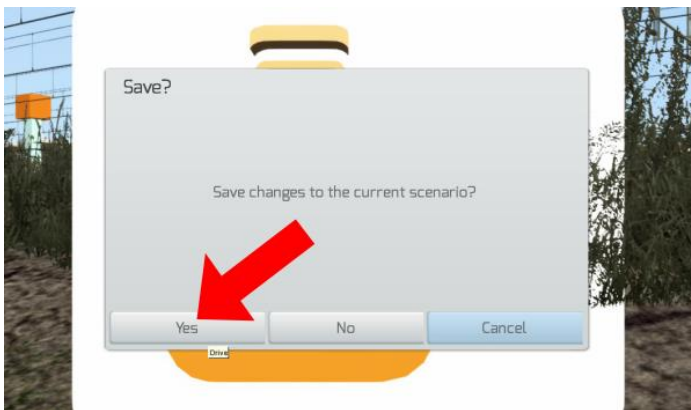 Save?
Save changes to the current scenario?
Yes
No
Cancel
Drive